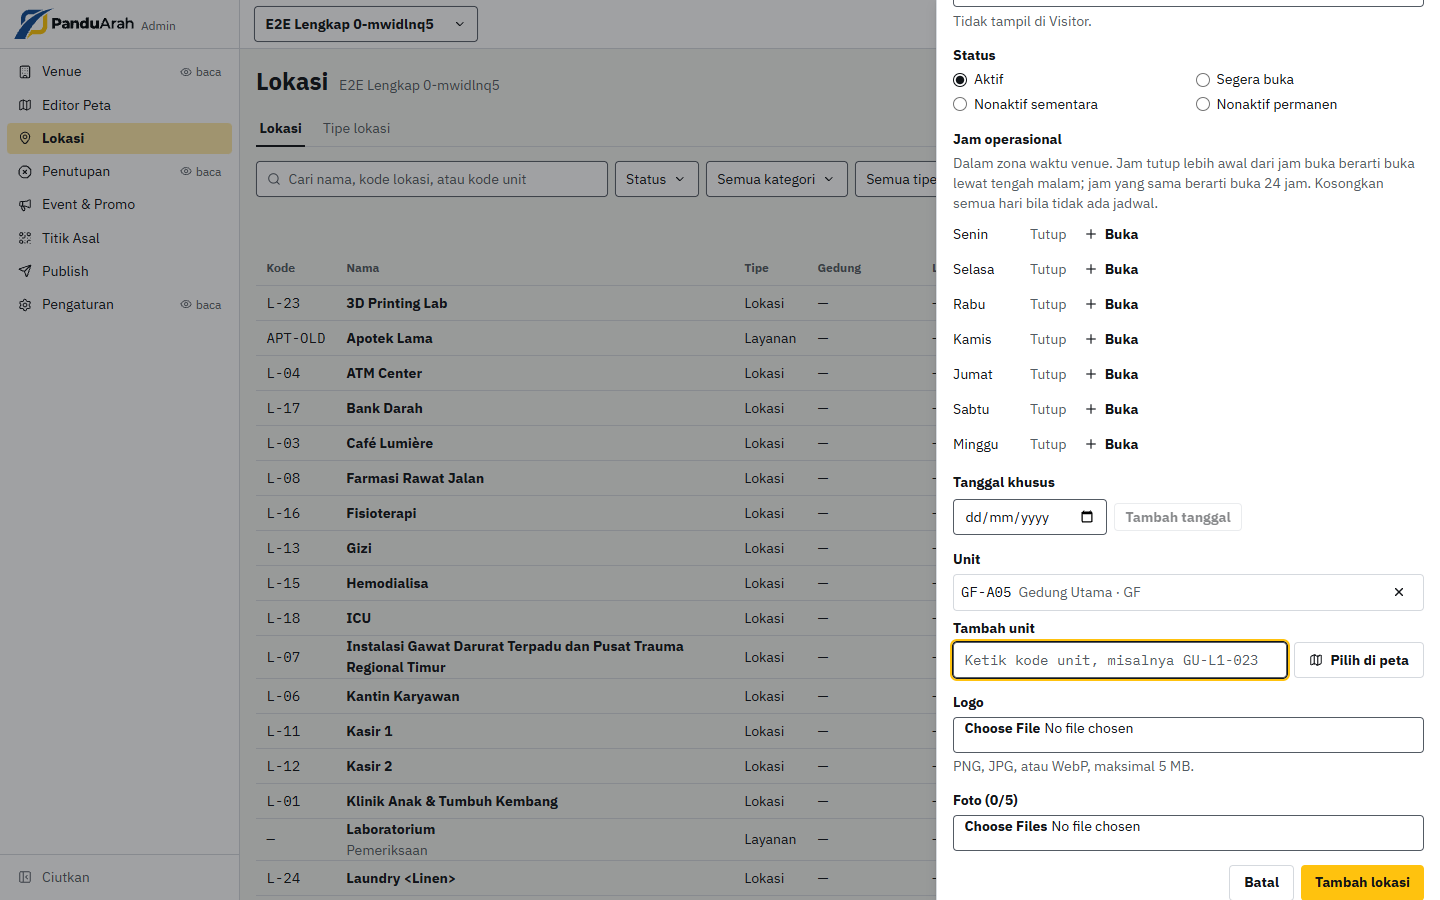 PanduArah Admin
E2E Lengkap 0-mwidlnq5
Venue baca
Editor Peta
Lokasi
Penutupan baca
Event & Promo
Titik Asal
Publish
Pengaturan baca
Ciutkan
Lokasi E2E Lengkap 0-mwidlnq5
Lokasi Tipe lokasi
Cari nama, kode lokasi, atau kode unit Status Semua kategori Semua tipe
Kode Nama Tipe Gedung
L-23 3D Printing Lab Lokasi —
APT-OLD Apotek Lama Layanan —
L-04 ATM Center Lokasi —
L-17 Bank Darah Lokasi —
L-03 Café Lumière Lokasi —
L-08 Farmasi Rawat Jalan Lokasi —
L-16 Fisioterapi Lokasi —
L-13 Gizi Lokasi —
L-15 Hemodialisa Lokasi —
L-18 ICU Lokasi —
L-07 Instalasi Gawat Darurat Terpadu dan Pusat Trauma Regional Timur Lokasi —
L-06 Kantin Karyawan Lokasi —
L-11 Kasir 1 Lokasi —
L-12 Kasir 2 Lokasi —
L-01 Klinik Anak & Tumbuh Kembang Lokasi —
— Laboratorium Layanan —
Pemeriksaan
L-24 Laundry <Linen> Lokasi —
Tidak tampil di Visitor.
Status
Aktif Segera buka
Nonaktif sementara Nonaktif permanen
Jam operasional
Dalam zona waktu venue. Jam tutup lebih awal dari jam buka berarti buka
lewat tengah malam; jam yang sama berarti buka 24 jam. Kosongkan
semua hari bila tidak ada jadwal.
Senin Tutup + Buka
Selasa Tutup + Buka
Rabu Tutup + Buka
Kamis Tutup + Buka
Jumat Tutup + Buka
Sabtu Tutup + Buka
Minggu Tutup + Buka
Tanggal khusus
dd/mm/yyyy Tambah tanggal
Unit
GF-A05 Gedung Utama · GF ×
Tambah unit
Ketik kode unit, misalnya GU-L1-023 Pilih di peta
Logo
Choose File No file chosen
PNG, JPG, atau WebP, maksimal 5 MB.
Foto (0/5)
Choose Files No file chosen
Batal Tambah lokasi